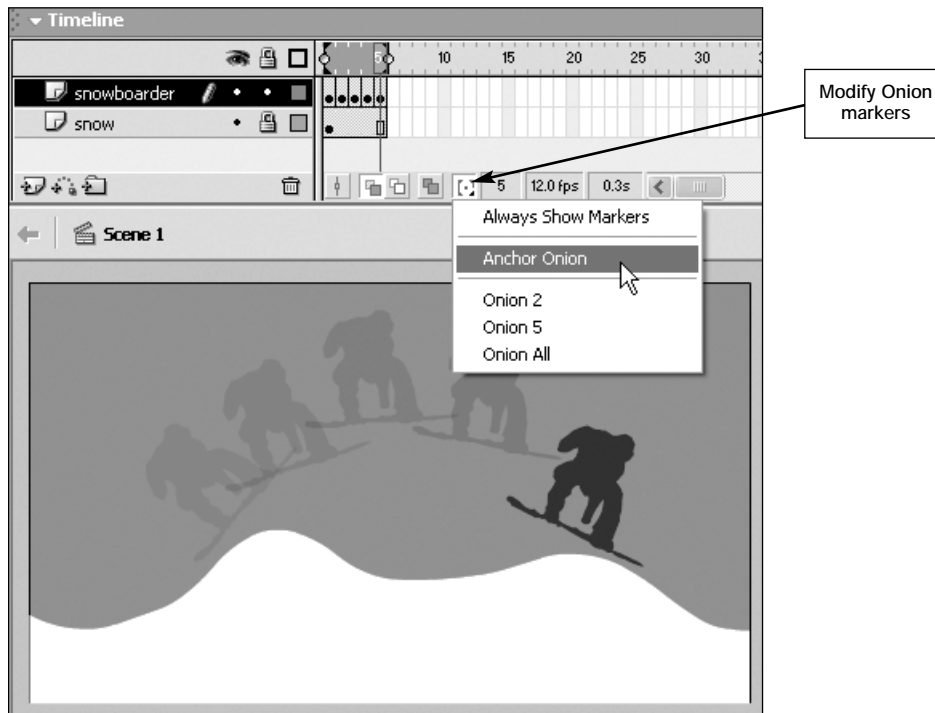 Timeline
5 10 15 20 25 30
snowboarder
snow
5 12.0 fps 0.3s
Modify Onion
markers
Always Show Markers
Scene 1
Anchor Onion
Onion 2
Onion 5
Onion All